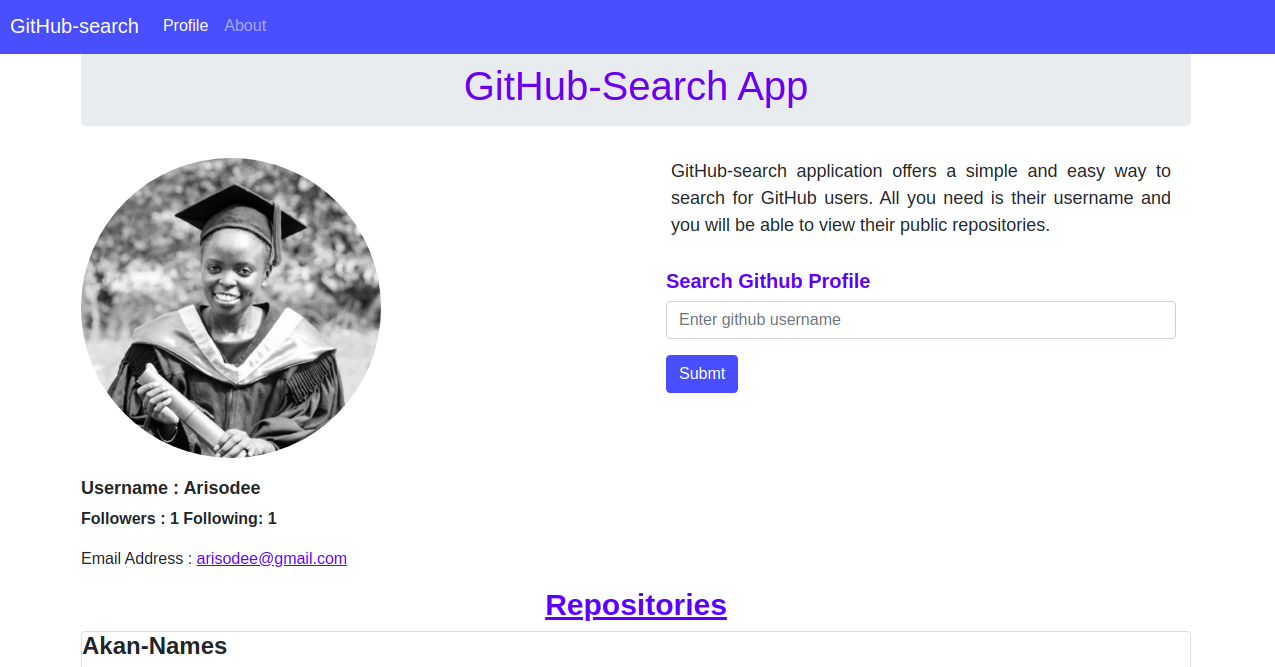 GitHub-search Profile About
GitHub-Search App
GitHub-search application offers a simple and easy way to
search for GitHub users. All you need is their username and
you will be able to view their public repositories.
Search Github Profile
Enter github username
Submt
Username : Arisodee
Followers : 1 Following: 1
Email Address : arisodee@gmail.com
Repositories
Akan-Names